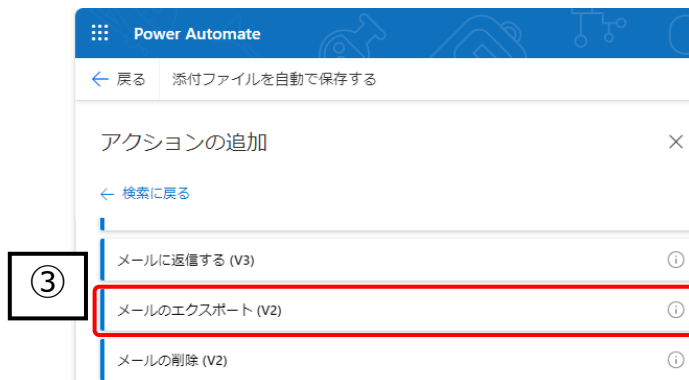 Power Automate
← 戻る 添付ファイルを自動で保存する
アクションの追加
← 検索に戻る
メールに返信する (V3)
③
メールのエクスポート (V2)
メールの削除 (V2)